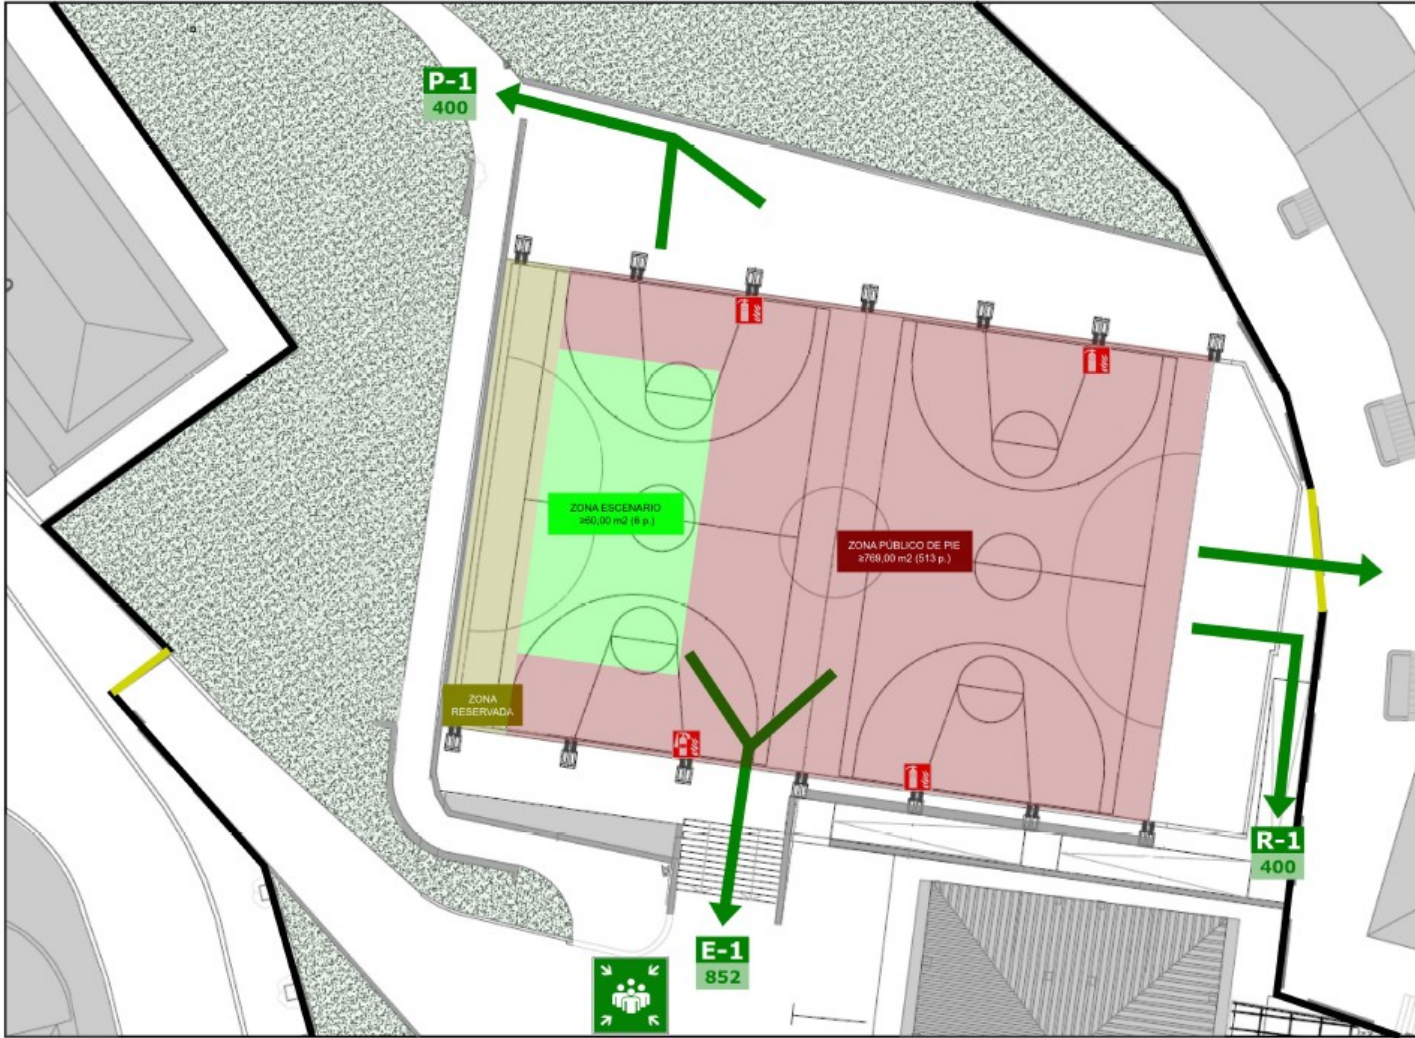 P-1
400
ZONA ESCENARIO
≥60,00 m2 (6 p.)
ZONA PÚBLICO DE PIE
≥769,00 m2 (513 p.)
ZONA
RESERVADA
R-1
400
E-1
852